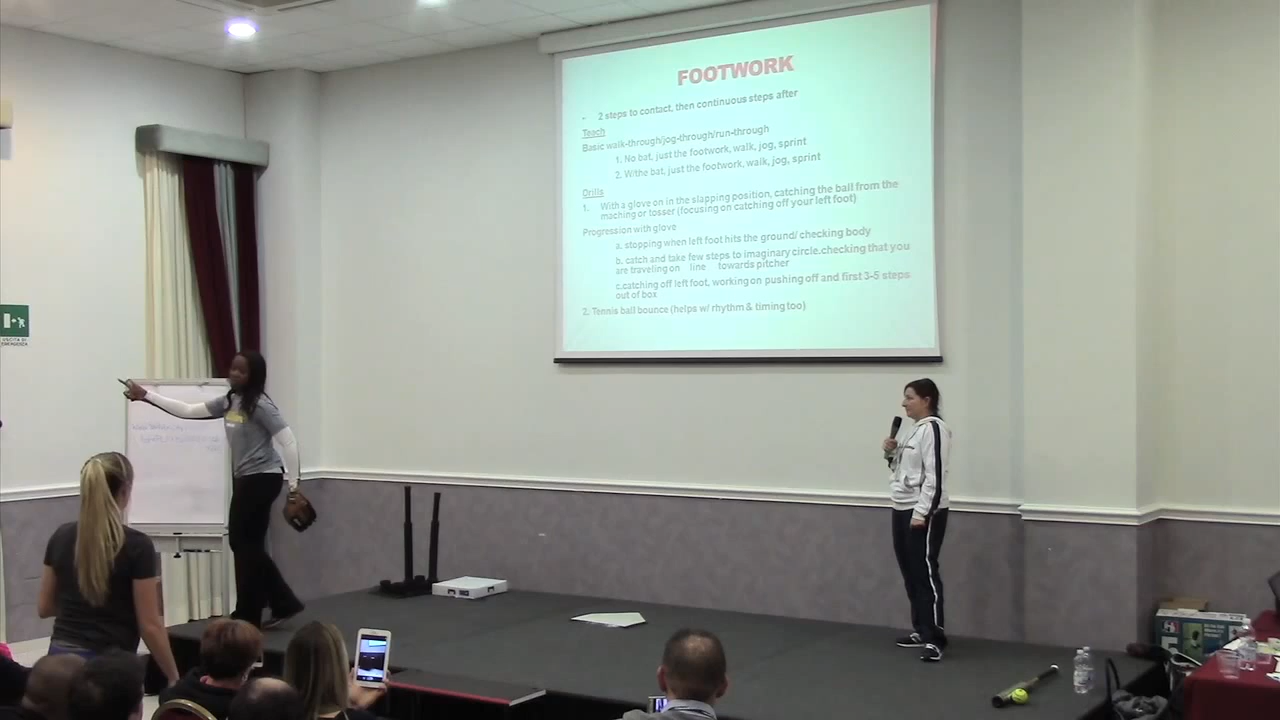 FOOTWORK
- 2 steps to contact, then continuous steps after
Teach
Basic walk-through/jog-through/run-through
1. No bat, just the footwork, walk, jog, sprint
2. W/the bat, just the footwork, walk, jog, sprint
Drills
1. With a glove on in the slapping position, catching the ball from the
maching or tosser (focusing on catching off your left foot)
Progression with glove
a. stopping when left foot hits the ground/ checking body
b. catch and take few steps to imaginary circle.checking that you
are traveling on line towards pitcher
c.catching off left foot, working on pushing off and first 3-5 steps
out of box
2. Tennis ball bounce (helps w/ rhythm & timing too)
USCITA DI
EMERGENZA